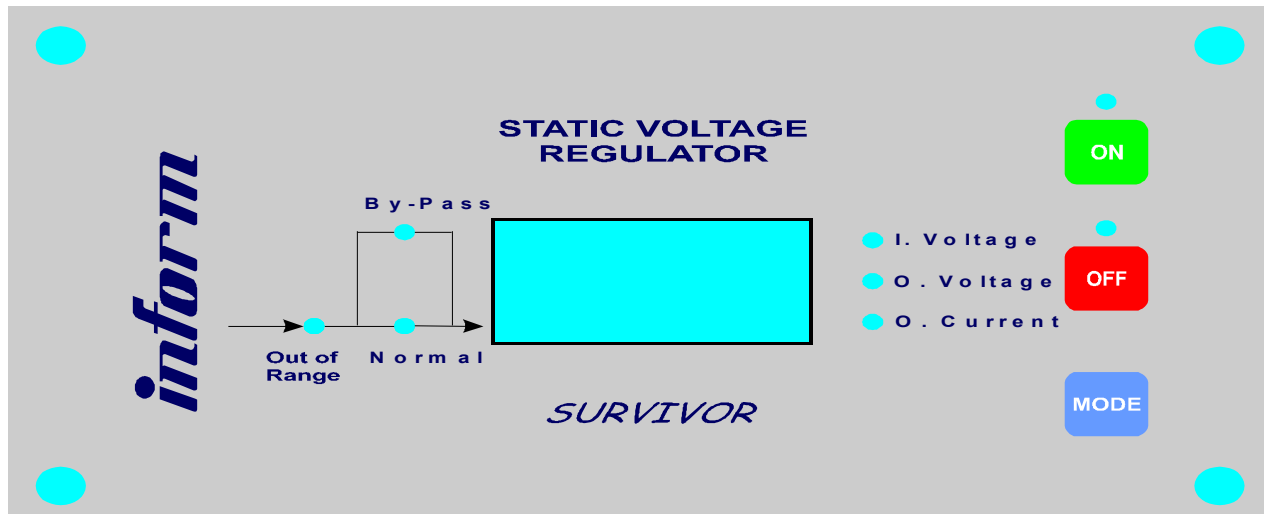 inform
STATIC VOLTAGE
REGULATOR
By-Pass
Out of
Range
Normal
SURVIVOR
I. Voltage
O. Voltage
O. Current
ON
OFF
MODE